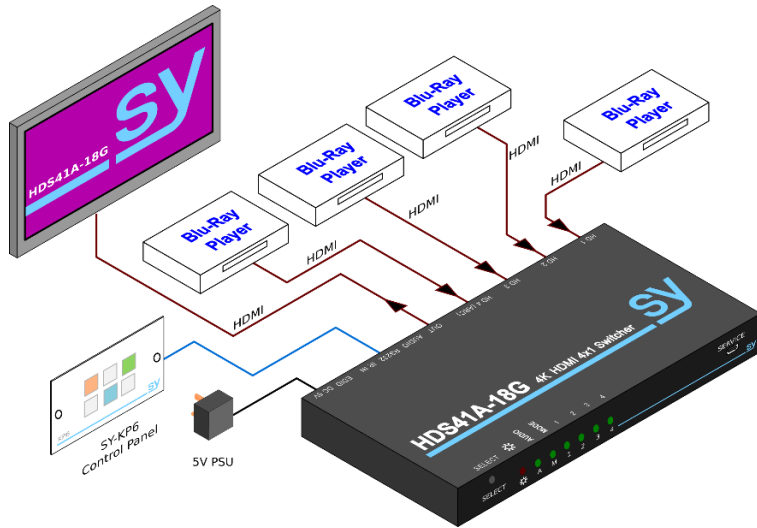 sy
HDS41A-18G
Blu-Ray
Player
Blu-Ray
Player
Blu-Ray
Player
Blu-Ray
Player
HDMI
HDMI
HDMI
HDMI
HDMI
HD 1
HD 2
HD 3
HD 4 (ARC)
OUT
AUDIO
RS232
IR IN
EDID
DC 5V
sy
HDS41A-18G 4K HDMI 4x1 Switcher
SERVICE
sy
SELECT
AUDIO
MODE
1
2
3
4
SELECT
A
M
1
2
3
4
KP6
sy
SY-KP6
Control Panel
5V PSU